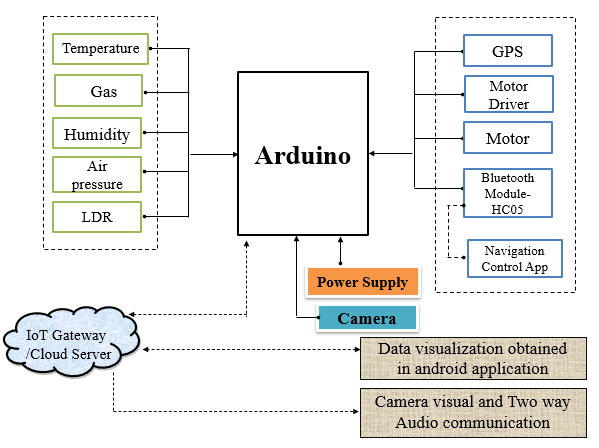 Temperature
Gas
Humidity
Air
pressure
LDR
Arduino
GPS
Motor
Driver
Motor
Bluetooth
Module-
HC05
Navigation
Control App
Power Supply
Camera
IoT Gateway
/Cloud Server
Data visualization obtained
in android application
Camera visual and Two way
Audio communication